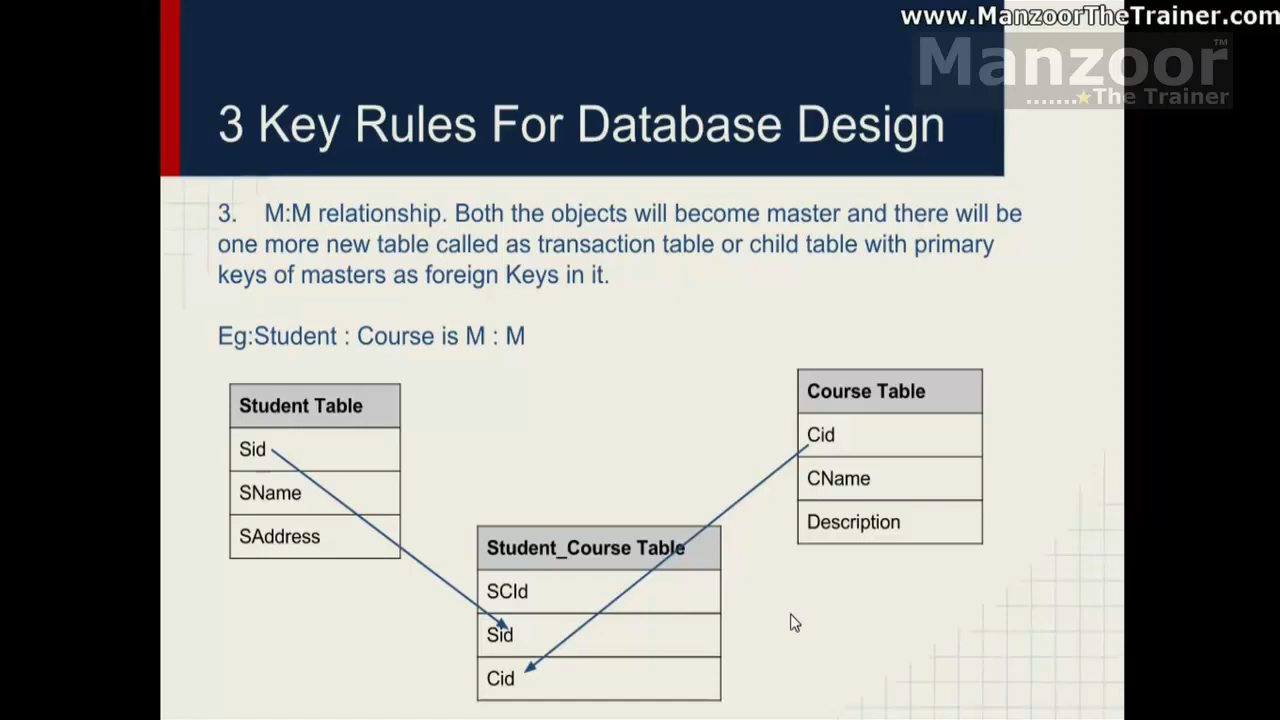 www.ManzoorTheTrainer.com
Manzoor™
.......The Trainer
3 Key Rules For Database Design
3. M:M relationship. Both the objects will become master and there will be
one more new table called as transaction table or child table with primary
keys of masters as foreign Keys in it.
Eg:Student : Course is M : M
Student Table
Sid
SName
SAddress
Course Table
Cid
CName
Description
Student_Course Table
SCId
Sid
Cid